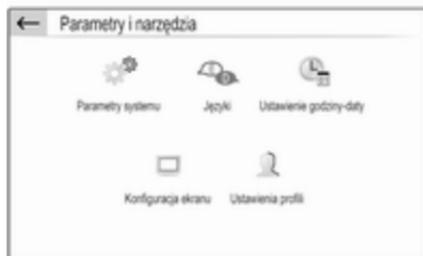 Parametry i narzędzia
Parametry systemu Języki Ustawienie godziny-daty
Konfiguracja ekranu Ustawienia profili